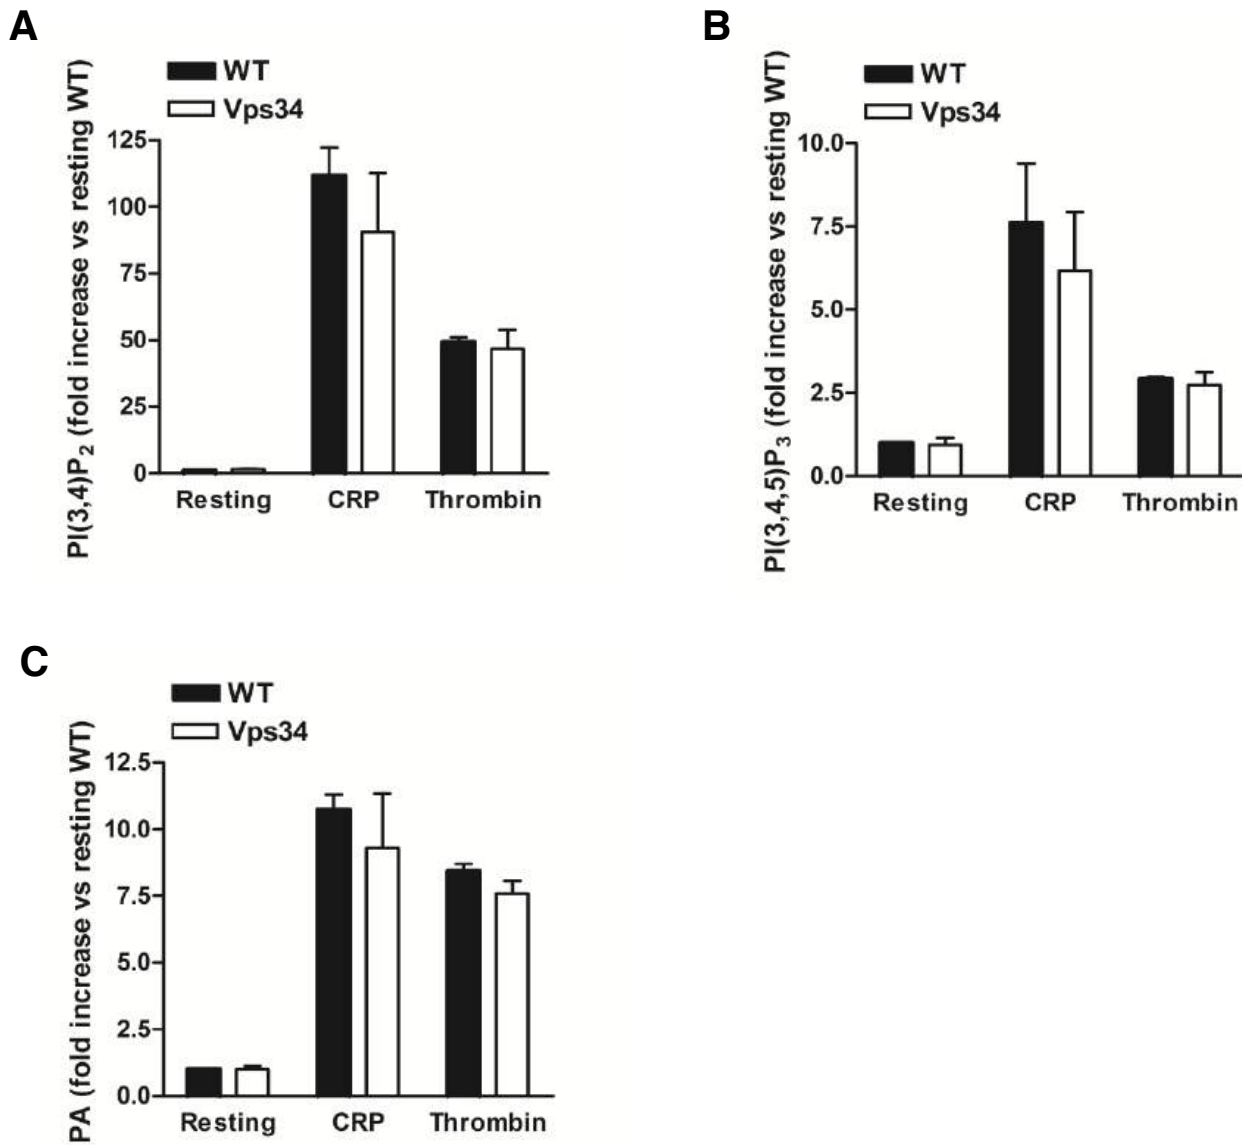 A
PI(3,4)P2 (fold increase vs resting WT)
WT
Vps34
125
100
75
50
25
0
Resting CRP Thrombin
B
PI(3,4,5)P3 (fold increase vs resting WT)
WT
Vps34
10.0
7.5
5.0
2.5
0.0
Resting CRP Thrombin
C
PA (fold increase vs resting WT)
WT
Vps34
12.5
10.0
7.5
5.0
2.5
0.0
Resting CRP Thrombin